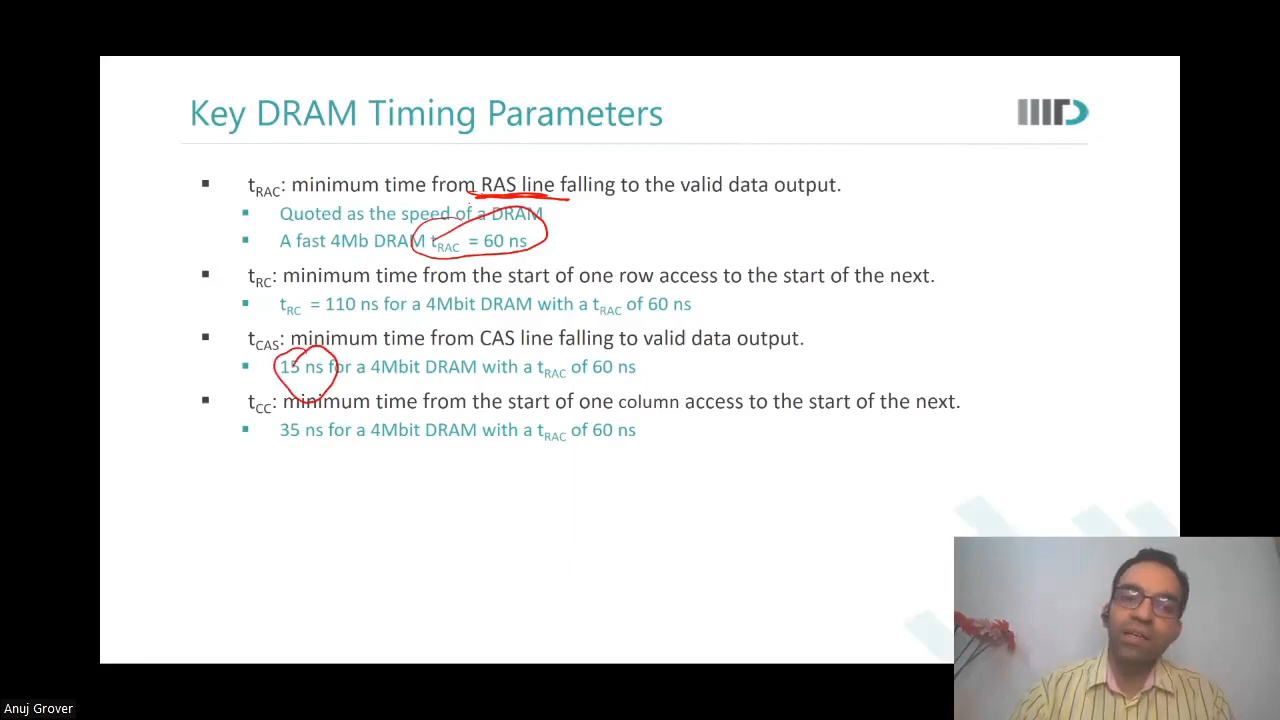 Key DRAM Timing Parameters
IIITD
▪ tRAC: minimum time from RAS line falling to the valid data output.
▪ Quoted as the speed of a DRAM
▪ A fast 4Mb DRAM tRAC = 60 ns
▪ tRC: minimum time from the start of one row access to the start of the next.
▪ tRC = 110 ns for a 4Mbit DRAM with a tRAC of 60 ns
▪ tCAS: minimum time from CAS line falling to valid data output.
▪ 15 ns for a 4Mbit DRAM with a tRAC of 60 ns
▪ tCC: minimum time from the start of one column access to the start of the next.
▪ 35 ns for a 4Mbit DRAM with a tRAC of 60 ns
Anuj Grover